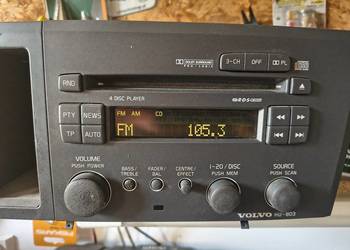 DOLBY SURROUND
PRO·LOGIC
3-CH OFF DD PL
RND
4 DISC PLAYER
PTY NEWS
TP AUTO
FM AM CD
FM 105.3
VOLUME
PUSH POWER
BASS/
TREBLE
FADER/
BAL
CENTRE/
EFFECT
1-20/DISC
PUSH MEM
SOURCE
PUSH SCAN
VOLVO HU-803